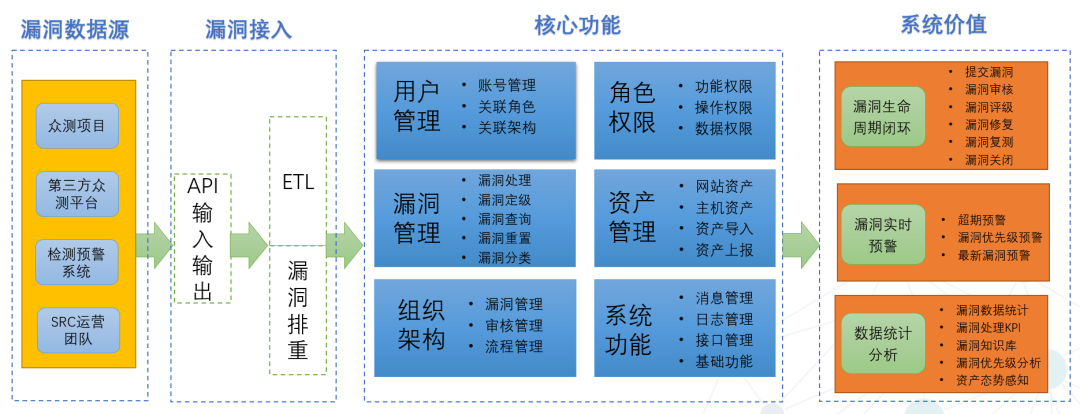 漏洞数据源
众测项目
第三方众
测平台
检测预警
系统
SRC运营
团队
漏洞接入
API
输
入
输
出
ETL
漏
洞
排
重
核心功能
用户
管理
• 账号管理
• 关联角色
• 关联架构
角色
权限
• 功能权限
• 操作权限
• 数据权限
漏洞
管理
• 漏洞处理
• 漏洞定级
• 漏洞查询
• 漏洞重置
• 漏洞分类
资产
管理
• 网站资产
• 主机资产
• 资产导入
• 资产上报
组织
架构
• 漏洞管理
• 审核管理
• 流程管理
系统
功能
• 消息管理
• 日志管理
• 接口管理
• 基础功能
系统价值
漏洞生命
周期闭环
• 提交漏洞
• 漏洞审核
• 漏洞评级
• 漏洞修复
• 漏洞复测
• 漏洞关闭
漏洞实时
预警
• 超期预警
• 漏洞优先级预警
• 最新漏洞预警
数据统计
分析
• 漏洞数据统计
• 漏洞处理KPI
• 漏洞知识库
• 漏洞优先级分析
• 资产态势感知